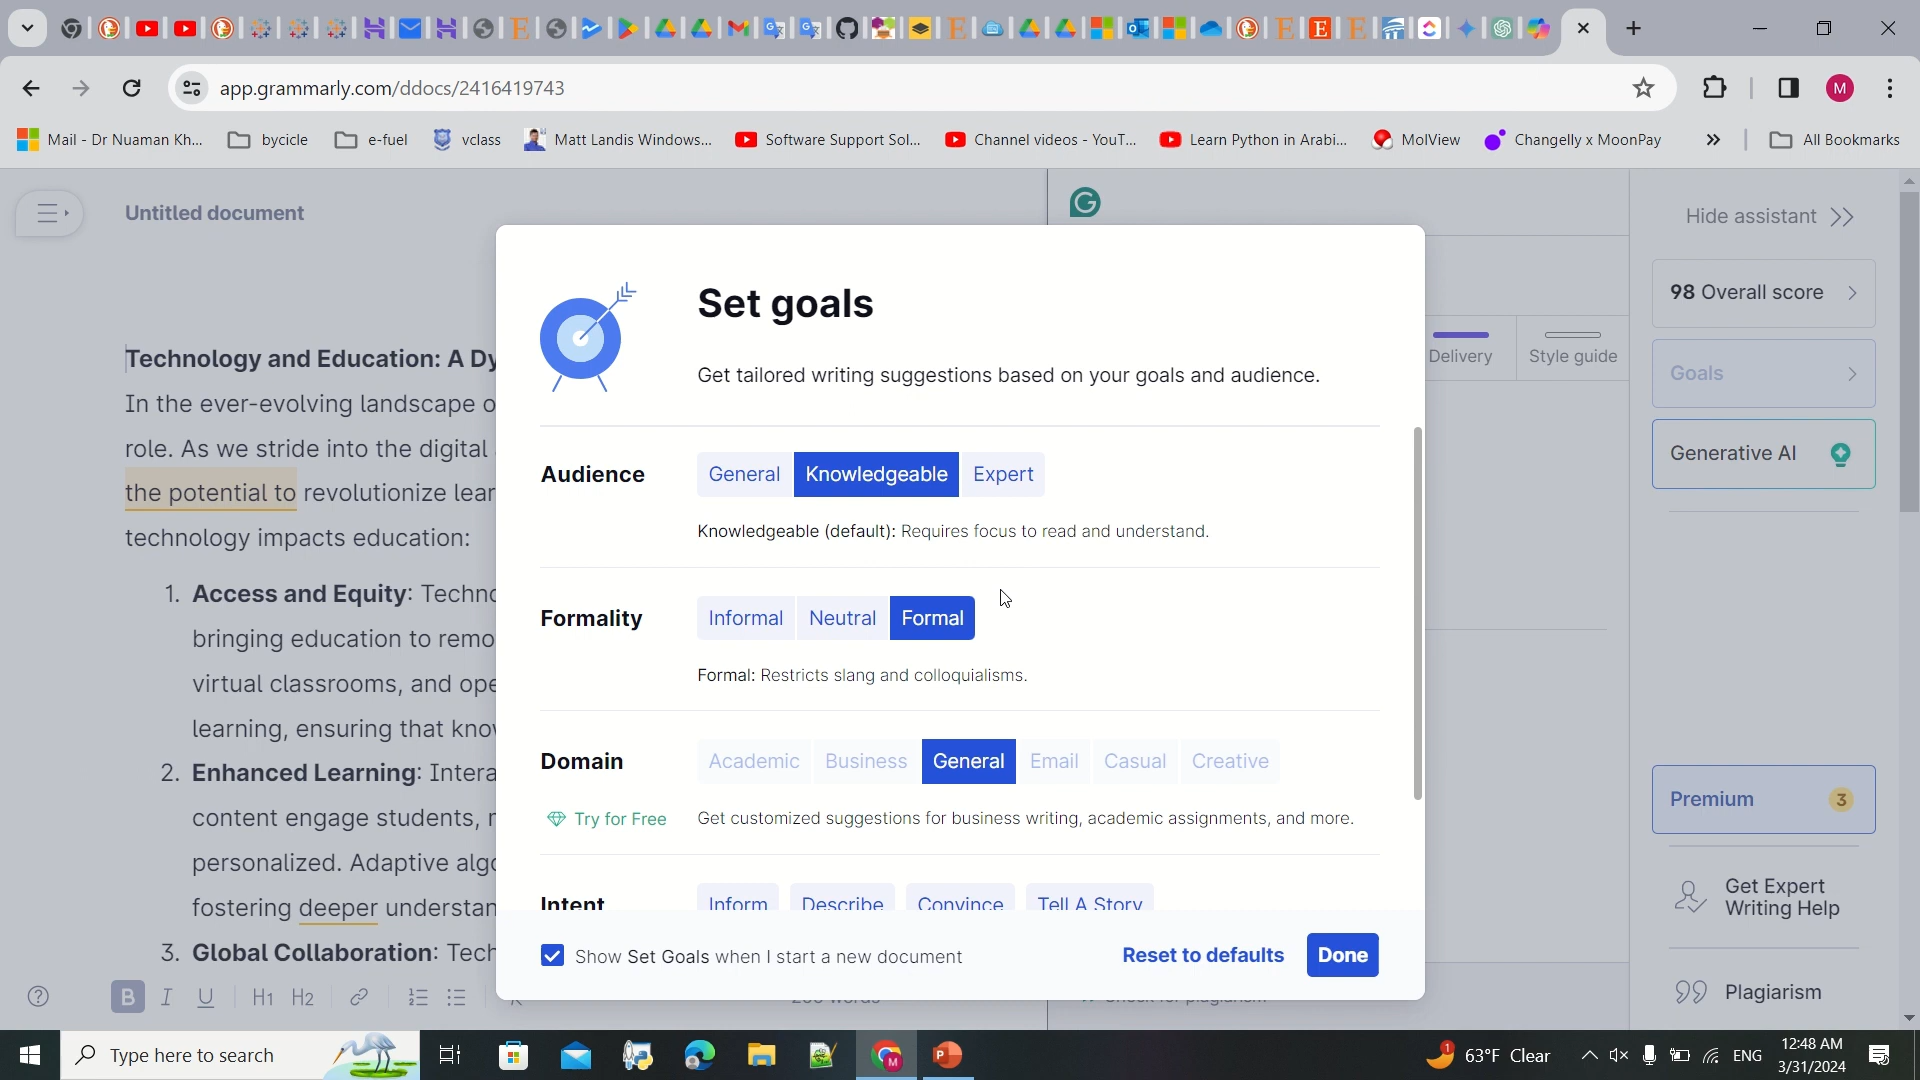 app.grammarly.com/ddocs/2416419743
M
Mail - Dr Nuaman Kh...
bycicle
e-fuel
vclass
Matt Landis Windows...
Software Support Sol...
Channel videos - YouT...
Learn Python in Arabi...
MolView
Changelly x MoonPay
All Bookmarks
Untitled document
Hide assistant
98 Overall score
Goals
Generative AI
Delivery
Style guide
Technology and Education: A Dy
In the ever-evolving landscape o
role. As we stride into the digital
the potential to revolutionize lear
technology impacts education:
1. Access and Equity: Techno
bringing education to remo
virtual classrooms, and ope
learning, ensuring that know
2. Enhanced Learning: Intera
content engage students, r
personalized. Adaptive algo
fostering deeper understan
3. Global Collaboration: Tech
B I U H1 H2
Set goals
Get tailored writing suggestions based on your goals and audience.
Audience
General Knowledgeable Expert
Knowledgeable (default): Requires focus to read and understand.
Formality
Informal Neutral Formal
Formal: Restricts slang and colloquialisms.
Domain
Academic Business General Email Casual Creative
Try for Free
Get customized suggestions for business writing, academic assignments, and more.
Intent
Inform Describe Convince Tell A Story
Show Set Goals when I start a new document
Reset to defaults
Done
Premium 3
Get Expert
Writing Help
Plagiarism
Type here to search
1
63°F Clear
ENG
12:48 AM
3/31/2024